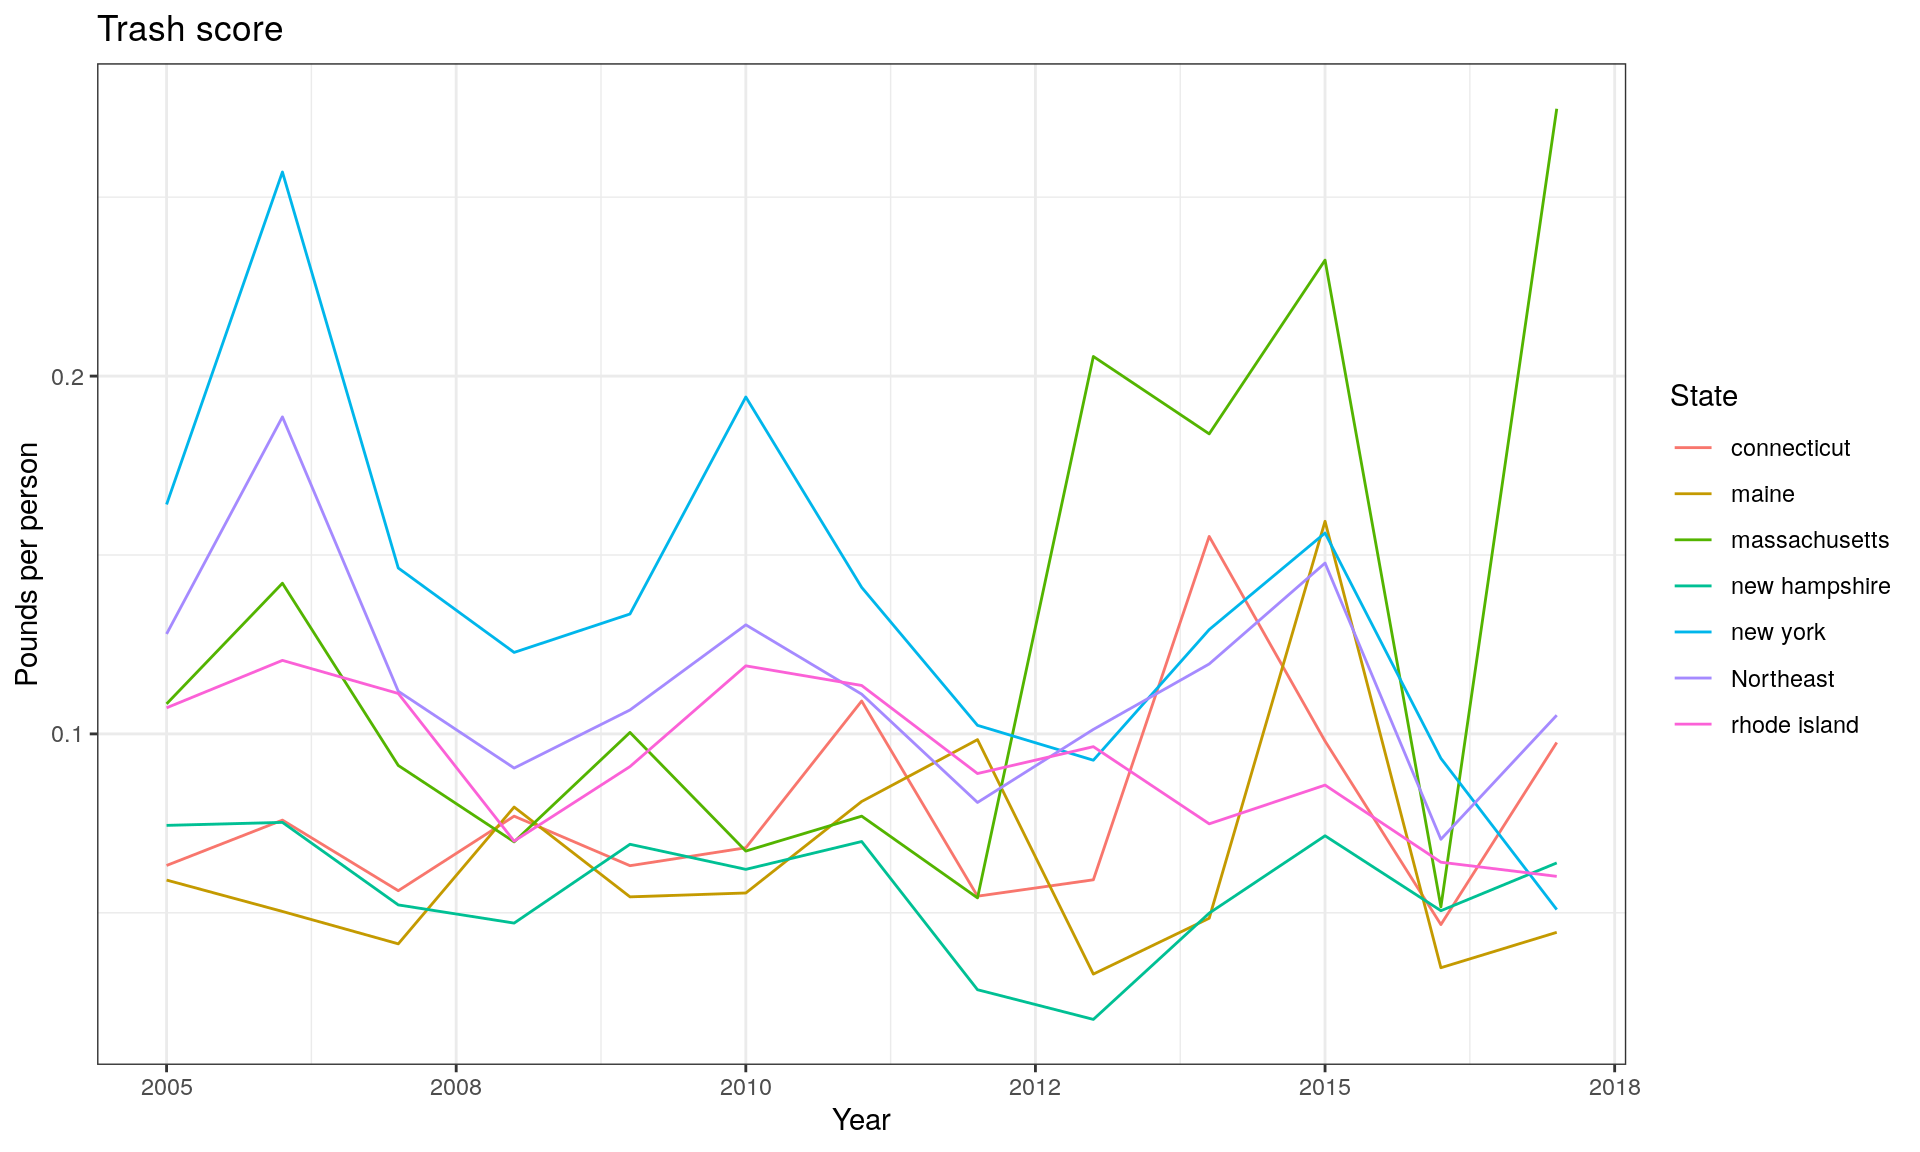 Trash score
0.2
0.1
Pounds per person
2005 2008 2010 2012 2015 2018
Year
State
connecticut
maine
massachusetts
new hampshire
new york
Northeast
rhode island